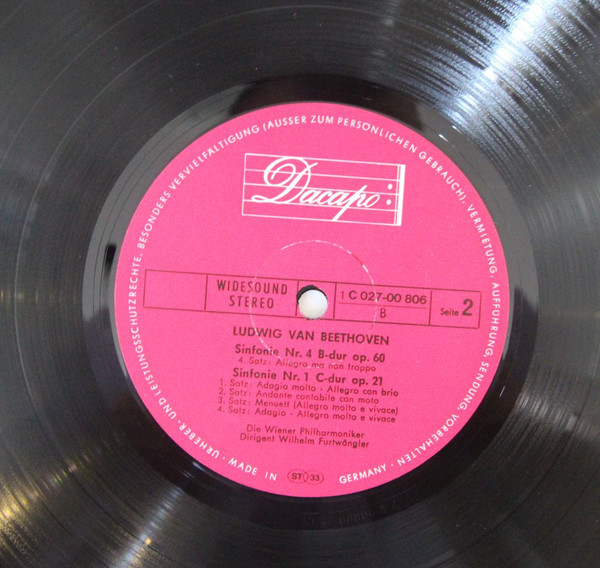 URHEBER- UND LEISTUNGSSCHUTZRECHTE, BESONDERS VERVIELFÄLTIGUNG (AUSSER ZUM PERSÖNLICHEN GEBRAUCH), VERMIETUNG, AUFFÜHRUNG, SENDUNG, VORBEHALTEN · GERMANY
Dacapo
WIDESOUND
STEREO
1 C 027-00 806
B
Seite 2
LUDWIG VAN BEETHOVEN
Sinfonie Nr. 4 B-dur op. 60
4. Satz: Allegro ma non troppo
Sinfonie Nr. 1 C-dur op. 21
1. Satz: Adagio molto - Allegro con brio
2. Satz: Andante cantabile con moto
3. Satz: Menuett (Allegro molto e vivace)
4. Satz: Adagio - Allegro molto e vivace
Die Wiener Philharmoniker
Dirigent Wilhelm Furtwängler
ST 33
MADE IN